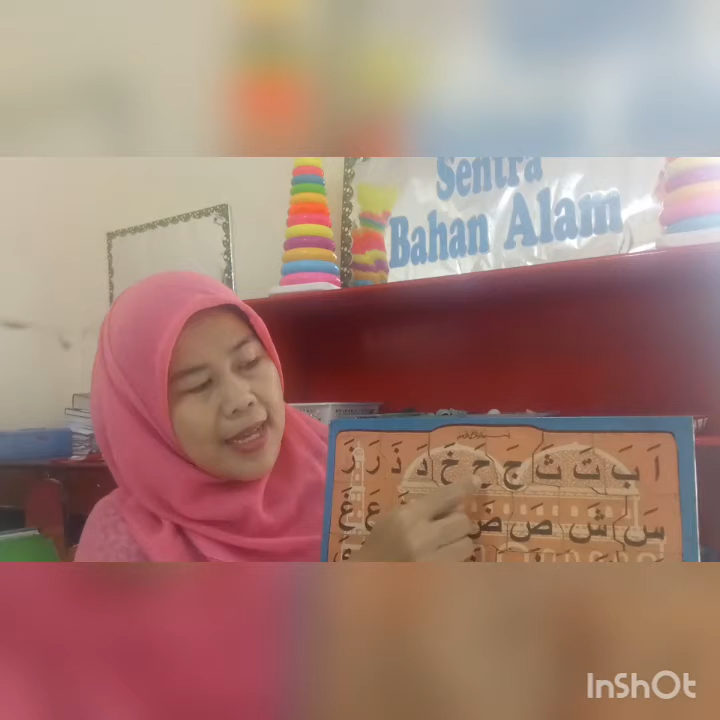 Sentra
Bahan Alam
اَ بَ تَ ثَ جَ حَ خَ دَ ذَ رَ زَ
سَ شَ صَ ضَ
InShOt